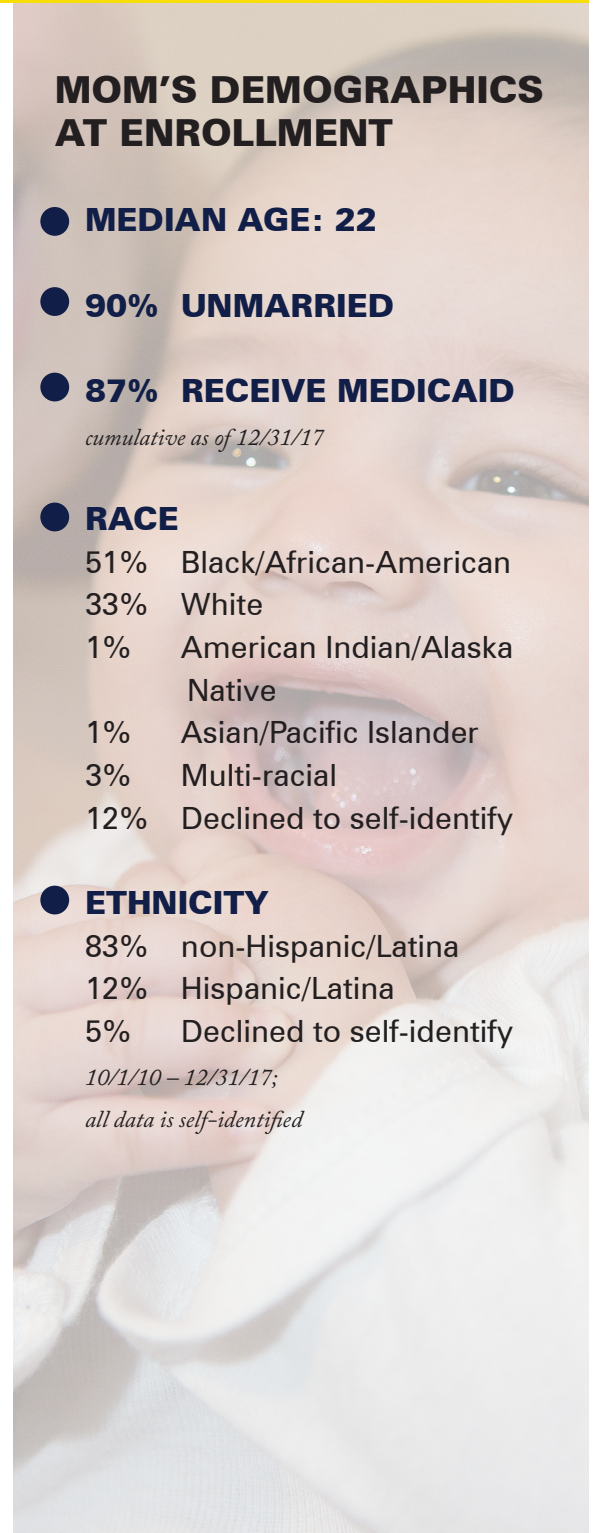 MOM'S DEMOGRAPHICS
AT ENROLLMENT
MEDIAN AGE: 22
90% UNMARRIED
87% RECEIVE MEDICAID
cumulative as of 12/31/17
RACE
51% Black/African-American
33% White
1% American Indian/Alaska
Native
1% Asian/Pacific Islander
3% Multi-racial
12% Declined to self-identify
ETHNICITY
83% non-Hispanic/Latina
12% Hispanic/Latina
5% Declined to self-identify
10/1/10 – 12/31/17;
all data is self-identified